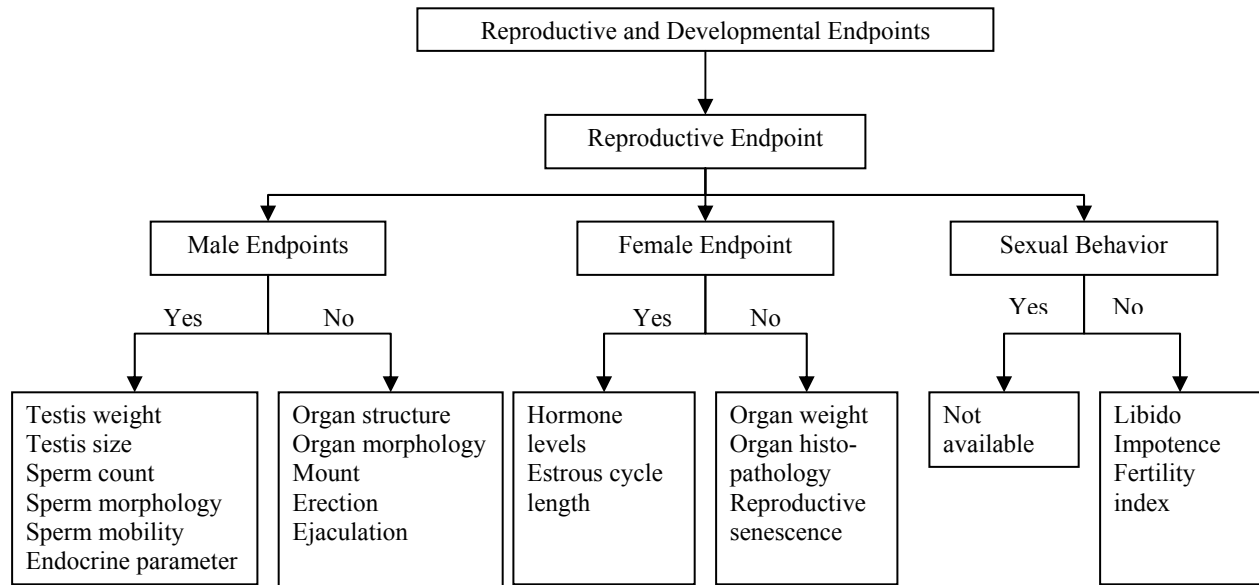 Reproductive and Developmental Endpoints
Reproductive Endpoint
Male Endpoints
Female Endpoint
Sexual Behavior
Yes
No
Yes
No
Yes
No
Testis weight
Testis size
Sperm count
Sperm morphology
Sperm mobility
Endocrine parameter
Organ structure
Organ morphology
Mount
Erection
Ejaculation
Hormone
levels
Estrous cycle
length
Organ weight
Organ histo-
pathology
Reproductive
senescence
Not
available
Libido
Impotence
Fertility
index